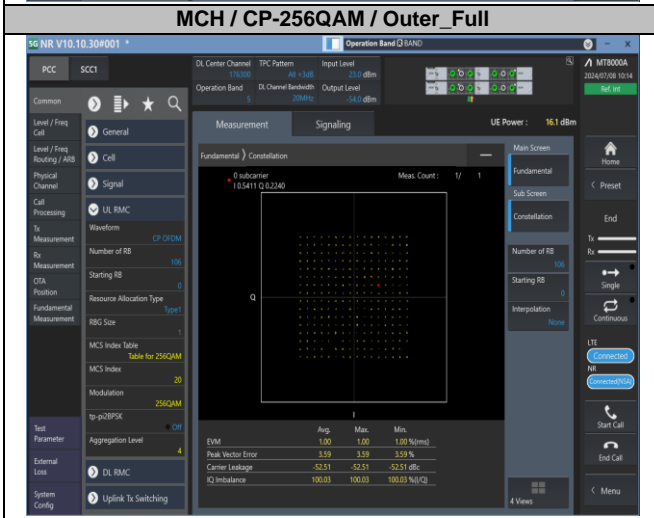 MCH / CP-256QAM / Outer_Full
5G NR V10.10.30#001 *
Operation Band BAND
PCC
SCC1
DL Center Channel
176300
TPC Pattern
All +3dB
Input Level
23.0 dBm
Operation Band
5
DL Channel Bandwidth
20MHz
Output Level
-54.0 dBm
MT8000A
2024/07/06 10:14
Ref. Int
Common
Level / Freq
Cell
Level / Freq
Routing / ARB
Physical
Channel
Call
Processing
Tx
Measurement
Rx
Measurement
OTA
Position
Fundamental
Measurement
Test
Parameter
External
Loss
System
Config
General
Cell
Signal
UL RMC
Waveform
CP OFDM
Number of RB
106
Starting RB
0
Resource Allocation Type
Type1
RBG Size
1
MCS Index Table
Table for 256QAM
MCS Index
20
Modulation
256QAM
tp-pi2BPSK
Off
Aggregation Level
4
DL RMC
Uplink Tx Switching
Measurement
Signaling
UE Power : 16.1 dBm
Fundamental Constellation
0 subcarrier
I 0.5411 Q 0.2240
Meas. Count : 1/ 1
Q
I
Avg. Max. Min.
EVM 1.00 1.00 1.00 %(rms)
Peak Vector Error 3.59 3.59 3.59 %
Carrier Leakage -52.51 -52.51 -52.51 dBc
IQ Imbalance 100.03 100.03 100.03 %(I/Q)
Main Screen
Fundamental
Sub Screen
Constellation
Number of RB
106
Starting RB
0
Interpolation
None
4 Views
Home
Preset
End
Tx
Rx
Single
Continuous
LTE
Connected
NR
Connected(NSA)
Start Call
End Call
Menu